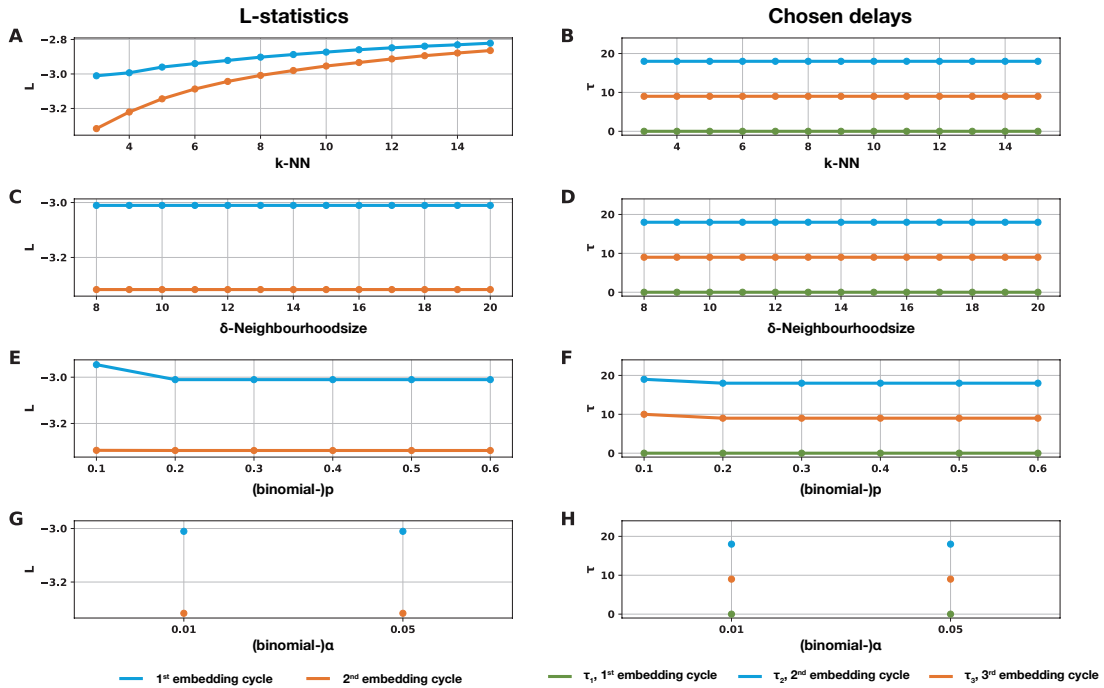 L-statistics
Chosen delays
A
−2.8
−3.0
−3.2
L
4 6 8 10 12 14
k-NN
B
20
10
0
τ
4 6 8 10 12 14
k-NN
C
−3.0
−3.2
L
8 10 12 14 16 18 20
δ-Neighbourhoodsize
D
20
10
0
τ
8 10 12 14 16 18 20
δ-Neighbourhoodsize
E
−3.0
−3.2
L
0.1 0.2 0.3 0.4 0.5 0.6
(binomial-)p
F
20
10
0
τ
0.1 0.2 0.3 0.4 0.5 0.6
(binomial-)p
G
−3.0
−3.2
L
0.01 0.05
(binomial-)α
H
20
10
0
τ
0.01 0.05
(binomial-)α
1st embedding cycle
2nd embedding cycle
τ1, 1st embedding cycle
τ2, 2nd embedding cycle
τ3, 3rd embedding cycle